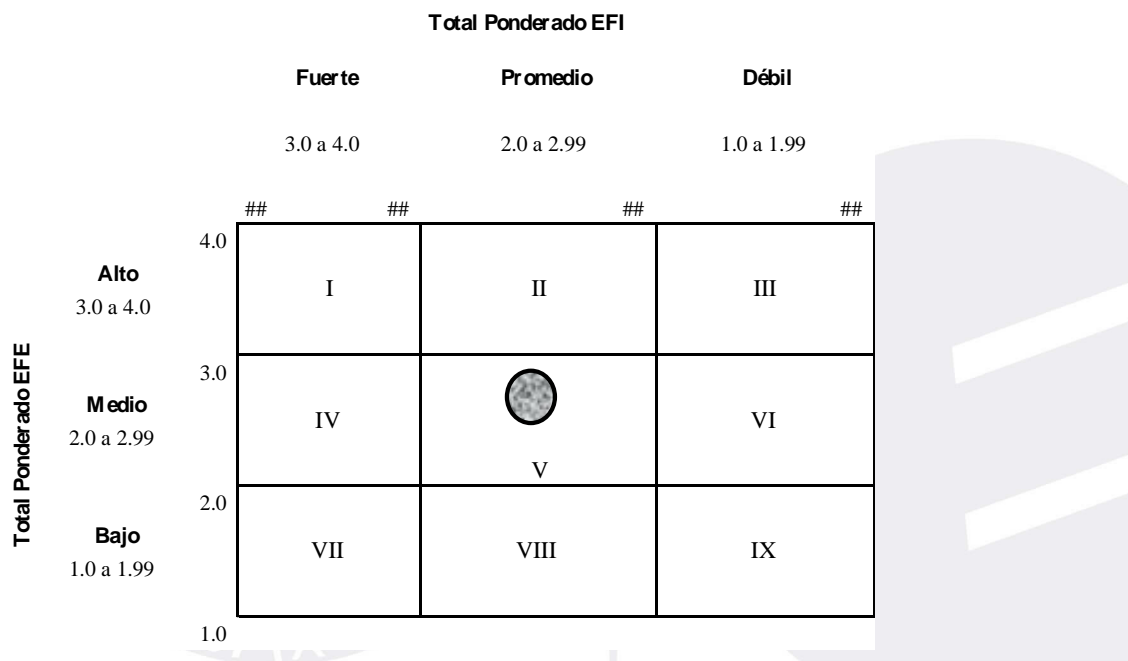 Total Ponderado EFI
Fuerte Promedio Débil
3.0 a 4.0 2.0 a 2.99 1.0 a 1.99
## ## ## ##
4.0
Alto
3.0 a 4.0
I II III
3.0
Medio
2.0 a 2.99
IV VI
V
Total Ponderado EFE
2.0
Bajo
1.0 a 1.99
VII VIII IX
1.0